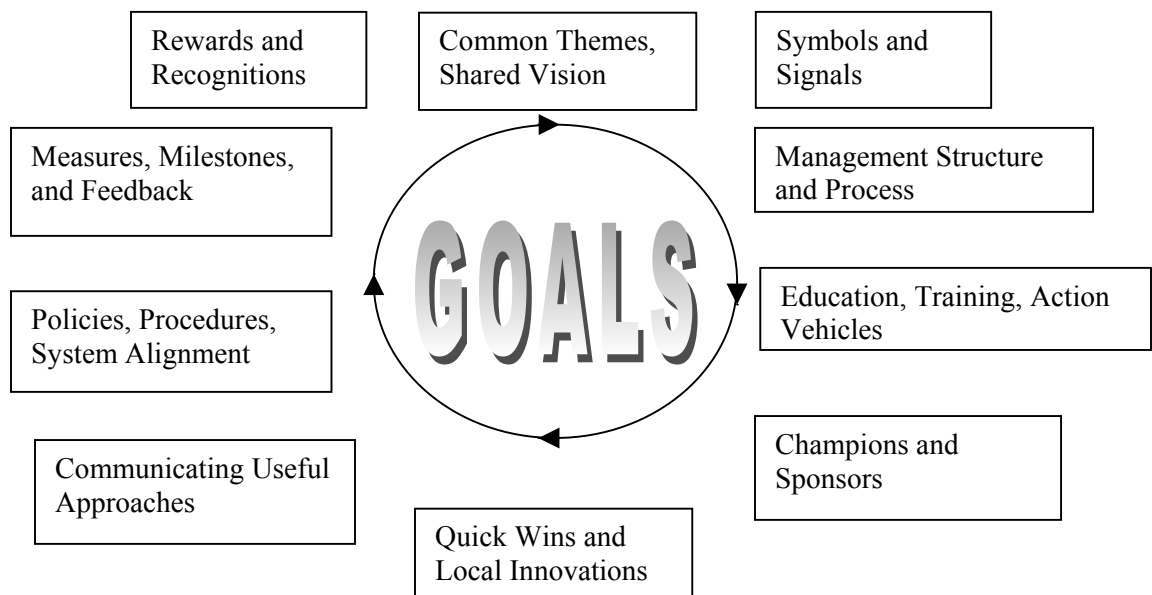 Rewards and
Recognitions
Common Themes,
Shared Vision
Symbols and
Signals
Measures, Milestones,
and Feedback
Management Structure
and Process
GOALS
Policies, Procedures,
System Alignment
Education, Training, Action
Vehicles
Communicating Useful
Approaches
Champions and
Sponsors
Quick Wins and
Local Innovations